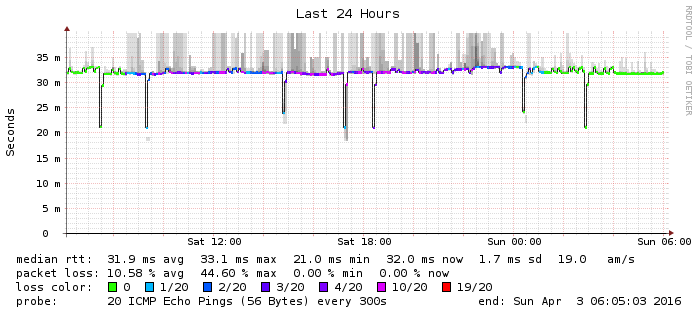 Last 24 Hours
RRDTOOL / TOBI OETIKER
Seconds
35 m
30 m
25 m
20 m
15 m
10 m
5 m
0
Sat 12:00 Sat 18:00 Sun 00:00 Sun 06:00
median rtt: 31.9 ms avg 33.1 ms max 21.0 ms min 32.0 ms now 1.7 ms sd 19.0 am/s
packet loss: 10.58 % avg 44.60 % max 0.00 % min 0.00 % now
loss color: 0 1/20 2/20 3/20 4/20 10/20 19/20
probe: 20 ICMP Echo Pings (56 Bytes) every 300s end: Sun Apr 3 06:05:03 2016